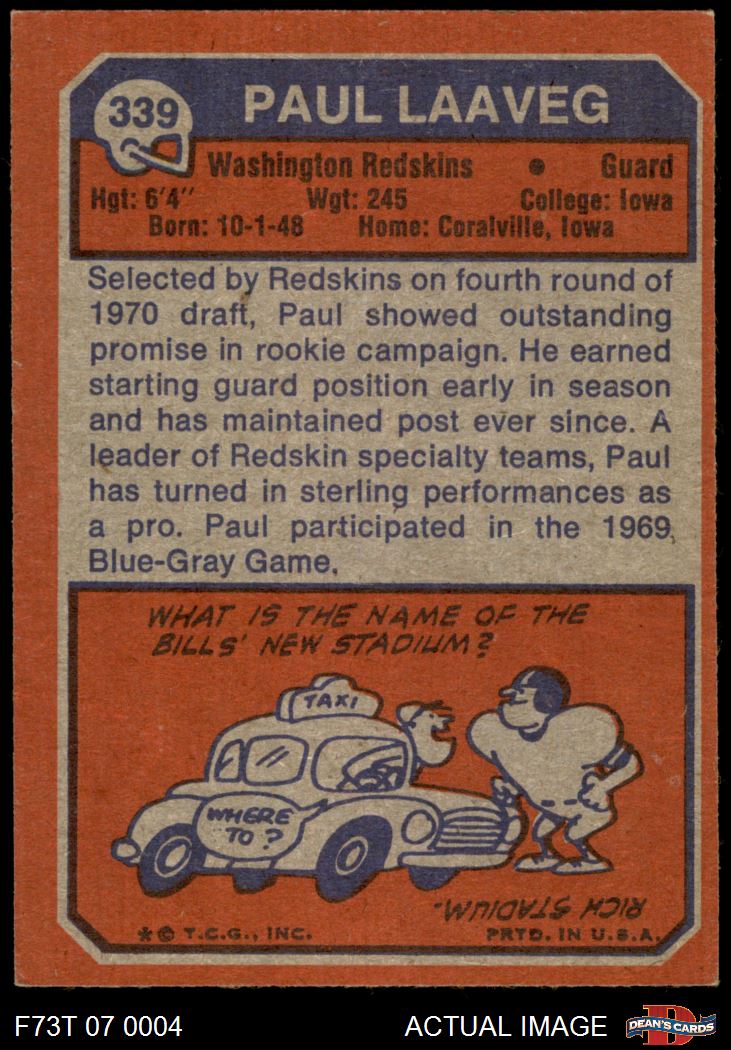 339
PAUL LAAVEG
Washington Redskins • Guard
Hgt: 6'4" Wgt: 245 College: Iowa
Born: 10-1-48 Home: Coralville, Iowa
Selected by Redskins on fourth round of
1970 draft, Paul showed outstanding
promise in rookie campaign. He earned
starting guard position early in season
and has maintained post ever since. A
leader of Redskin specialty teams, Paul
has turned in sterling performances as
a pro. Paul participated in the 1969
Blue-Gray Game.
WHAT IS THE NAME OF THE
BILLS' NEW STADIUM?
TAXI
WHERE
TO?
RICH STADIUM.
*© T.C.G., INC. PRTD. IN U.S.A.
F73T 07 0004 ACTUAL IMAGE
D
DEAN'S CARDS